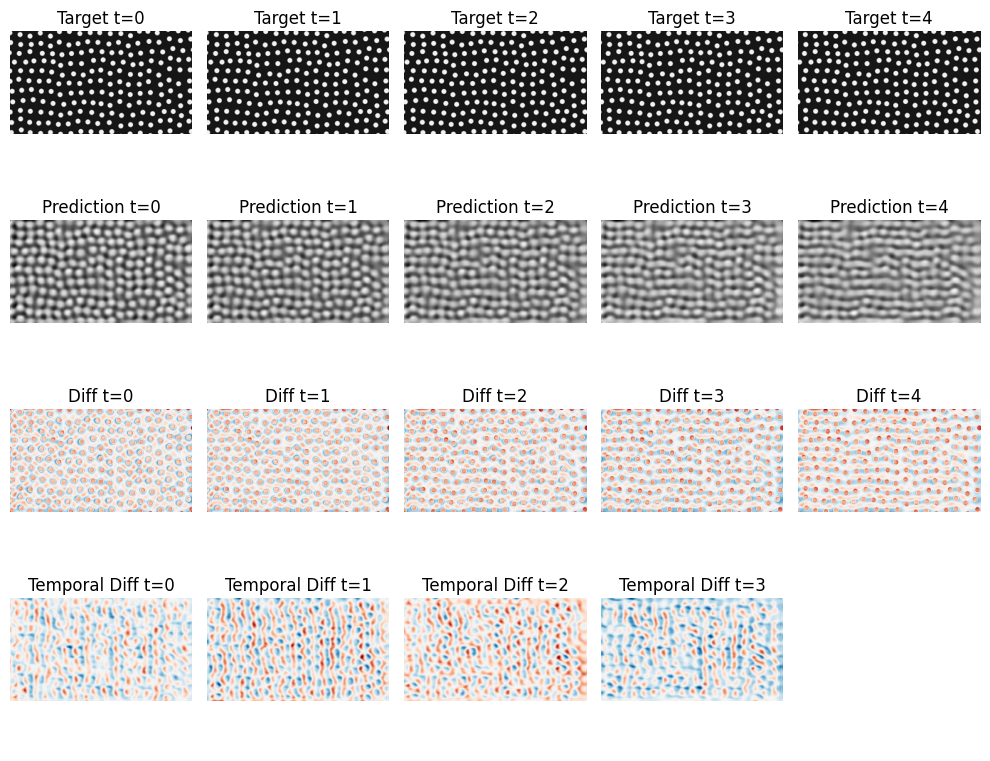 Target t=0 Target t=1 Target t=2 Target t=3 Target t=4
Prediction t=0 Prediction t=1 Prediction t=2 Prediction t=3 Prediction t=4
Diff t=0 Diff t=1 Diff t=2 Diff t=3 Diff t=4
Temporal Diff t=0 Temporal Diff t=1 Temporal Diff t=2 Temporal Diff t=3